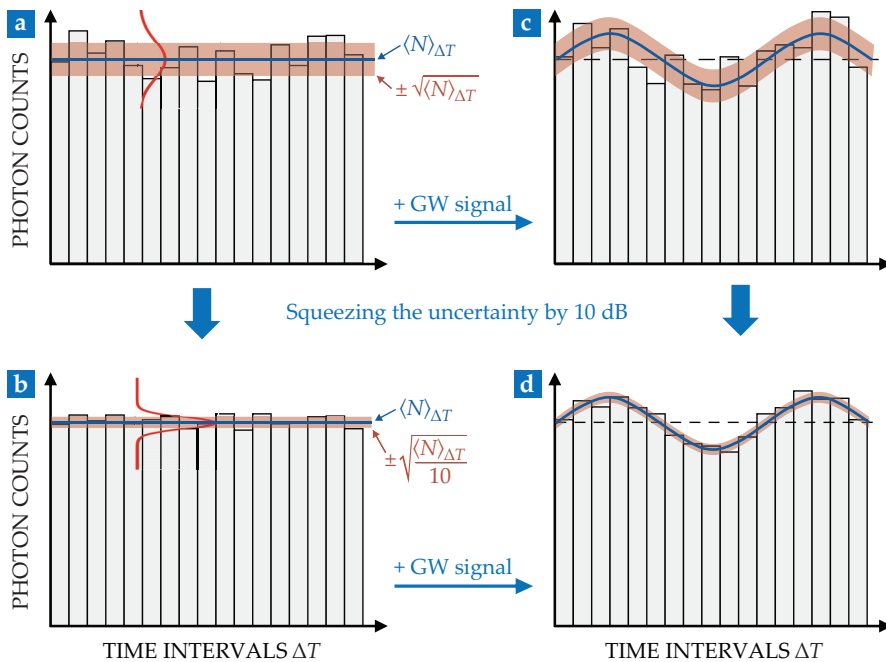 a
PHOTON COUNTS
⟨N⟩ΔT
± √⟨N⟩ΔT
+ GW signal
c
Squeezing the uncertainty by 10 dB
b
PHOTON COUNTS
⟨N⟩ΔT
± √⟨N⟩ΔT/10
+ GW signal
TIME INTERVALS ΔT
d
TIME INTERVALS ΔT